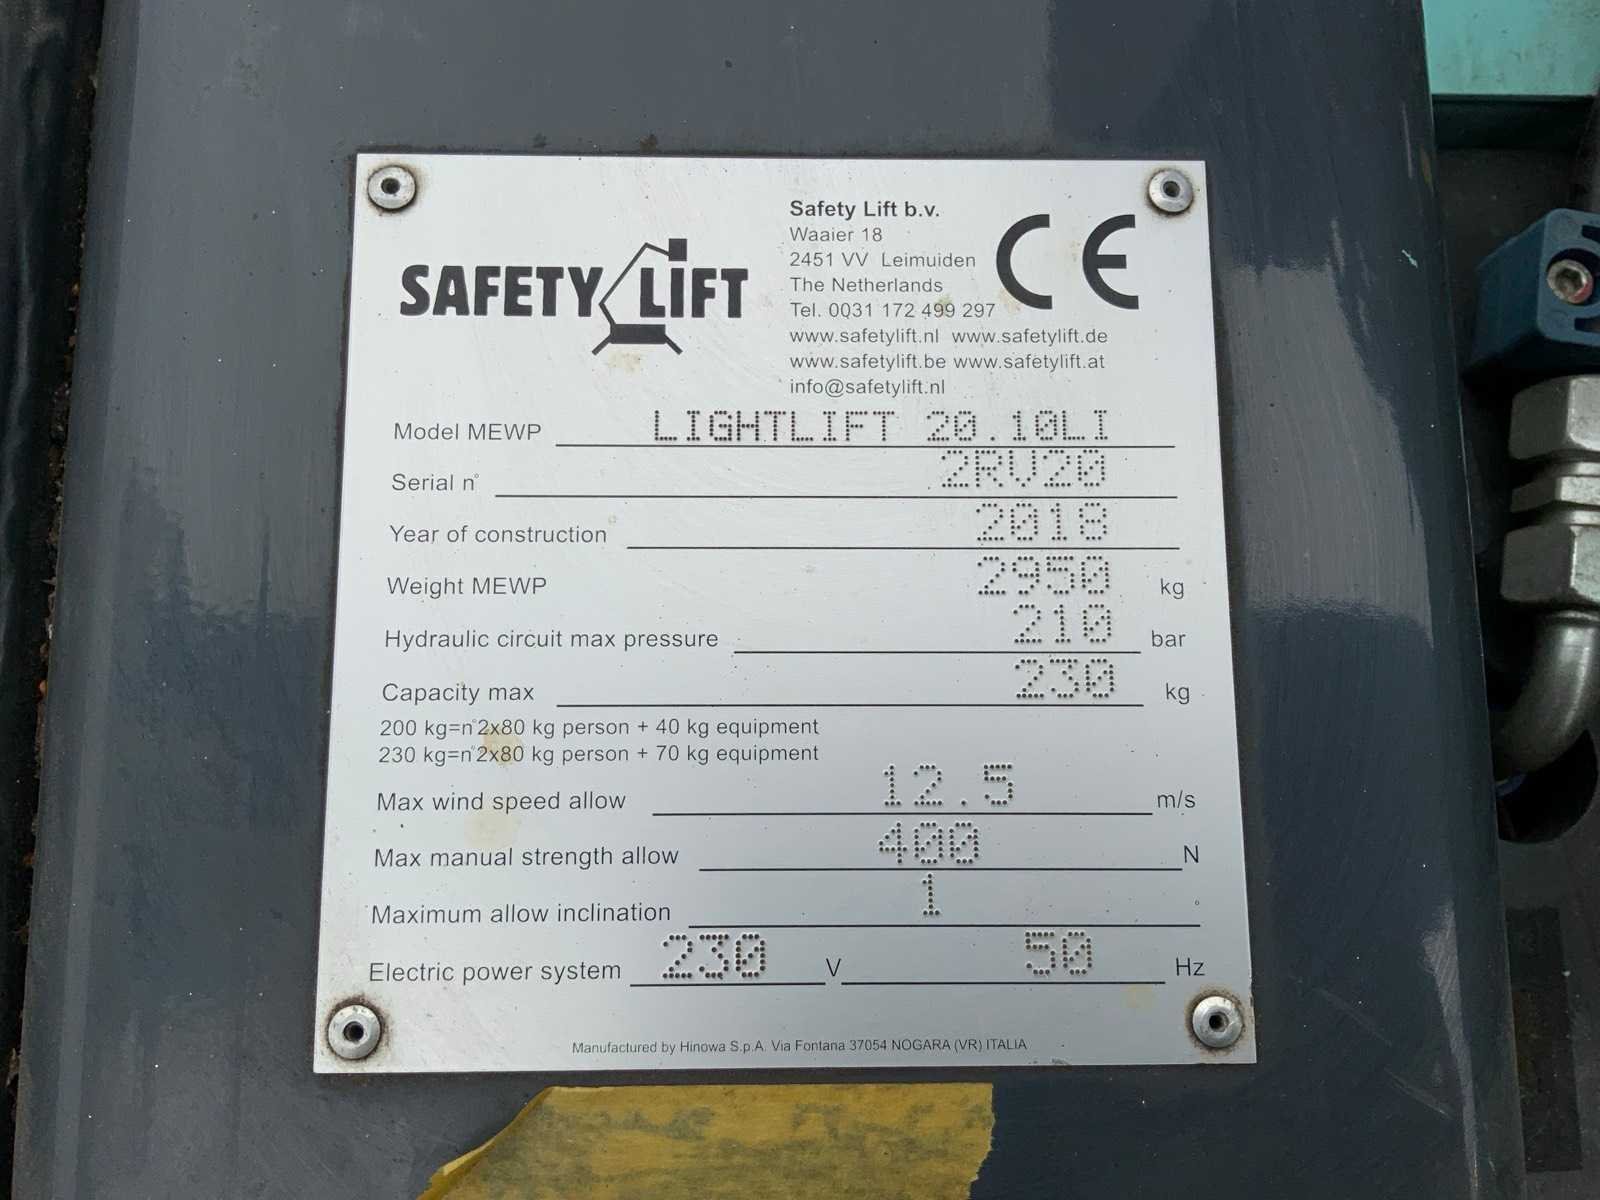 SAFETY LIFT
Safety Lift b.v.
Waaier 18
2451 VV Leimuiden
The Netherlands
Tel. 0031 172 499 297
www.safetylift.nl www.safetylift.de
www.safetylift.be www.safetylift.at
info@safetylift.nl
CE
Model MEWP LIGHTLIFT 20.10LI
Serial n° 2RV20
Year of construction 2018
Weight MEWP 2950 kg
Hydraulic circuit max pressure 210 bar
Capacity max 230 kg
200 kg=n°2x80 kg person + 40 kg equipment
230 kg=n°2x80 kg person + 70 kg equipment
Max wind speed allow 12.5 m/s
Max manual strength allow 400 N
Maximum allow inclination 1 °
Electric power system 230 V 50 Hz
Manufactured by Hinowa S.p.A. Via Fontana 37054 NOGARA (VR) ITALIA